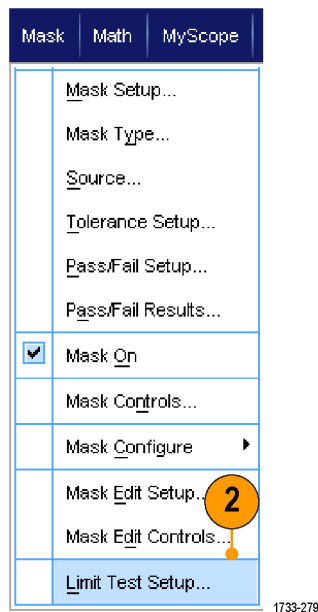 Mask Math MyScope
Mask Setup...
Mask Type...
Source...
Tolerance Setup...
Pass/Fail Setup...
Pass/Fail Results...
Mask On
Mask Controls...
Mask Configure
Mask Edit Setup..
2
Mask Edit Controls...
Limit Test Setup...
1733-279